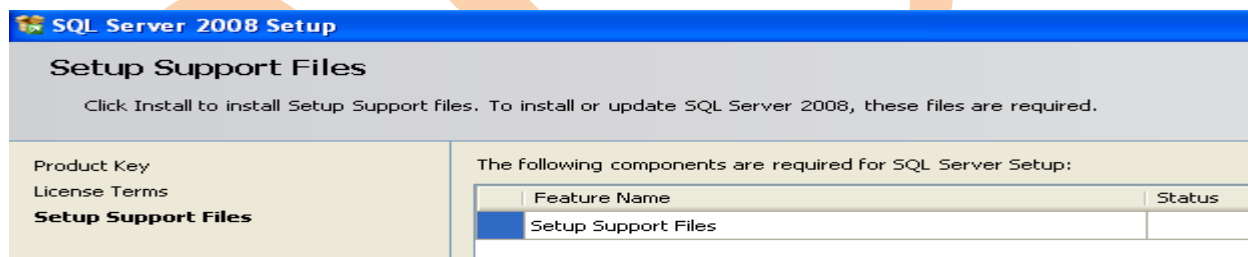 SQL Server 2008 Setup
Setup Support Files
Click Install to install Setup Support files. To install or update SQL Server 2008, these files are required.
Product Key
License Terms
Setup Support Files
The following components are required for SQL Server Setup:
Feature Name Status
Setup Support Files